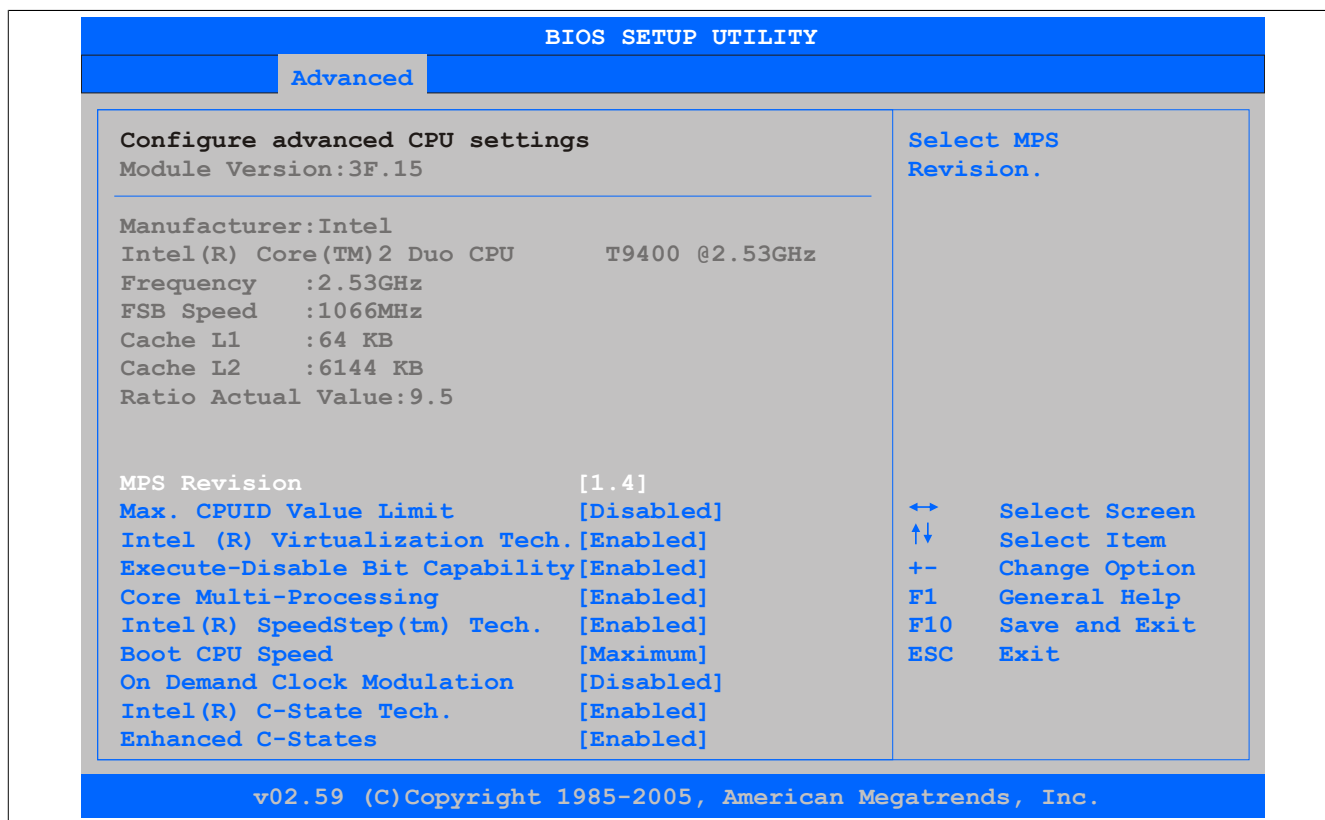 BIOS SETUP UTILITY
Advanced
Configure advanced CPU settings
Module Version:3F.15
Manufacturer:Intel
Intel(R) Core(TM)2 Duo CPU T9400 @2.53GHz
Frequency :2.53GHz
FSB Speed :1066MHz
Cache L1 :64 KB
Cache L2 :6144 KB
Ratio Actual Value:9.5
MPS Revision [1.4]
Max. CPUID Value Limit [Disabled]
Intel (R) Virtualization Tech.[Enabled]
Execute-Disable Bit Capability[Enabled]
Core Multi-Processing [Enabled]
Intel(R) SpeedStep(tm) Tech. [Enabled]
Boot CPU Speed [Maximum]
On Demand Clock Modulation [Disabled]
Intel(R) C-State Tech. [Enabled]
Enhanced C-States [Enabled]
Select MPS
Revision.
↔ Select Screen
↑↓ Select Item
+- Change Option
F1 General Help
F10 Save and Exit
ESC Exit
v02.59 (C)Copyright 1985-2005, American Megatrends, Inc.